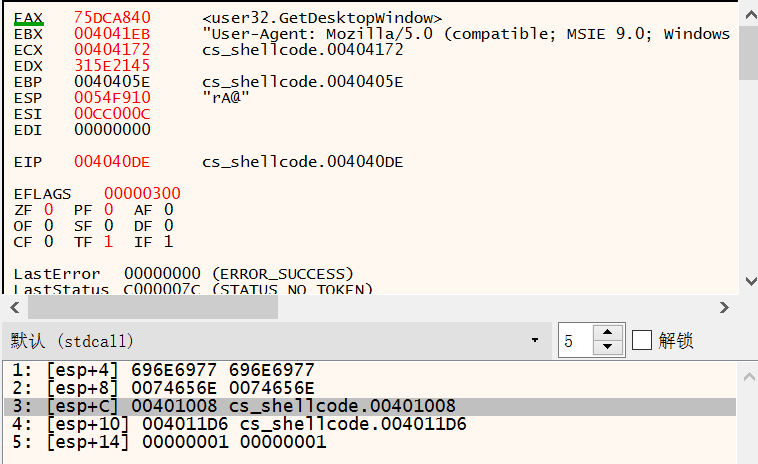 EAX 75DCA840 <user32.GetDesktopWindow>
EBX 004041EB "User-Agent: Mozilla/5.0 (compatible; MSIE 9.0; Windows
ECX 00404172 cs_shellcode.00404172
EDX 315E2145
EBP 0040405E cs_shellcode.0040405E
ESP 0054F910 "rA@"
ESI 00CC000C
EDI 00000000
EIP 004040DE cs_shellcode.004040DE
EFLAGS 00000300
ZF 0 PF 0 AF 0
OF 0 SF 0 DF 0
CF 0 TF 1 IF 1
LastError 00000000 (ERROR_SUCCESS)
LastStatus C000007C (STATUS_NO_TOKEN)
默认 (stdcall) 5 解锁
1: [esp+4] 696E6977 696E6977
2: [esp+8] 0074656E 0074656E
3: [esp+C] 00401008 cs_shellcode.00401008
4: [esp+10] 004011D6 cs_shellcode.004011D6
5: [esp+14] 00000001 00000001